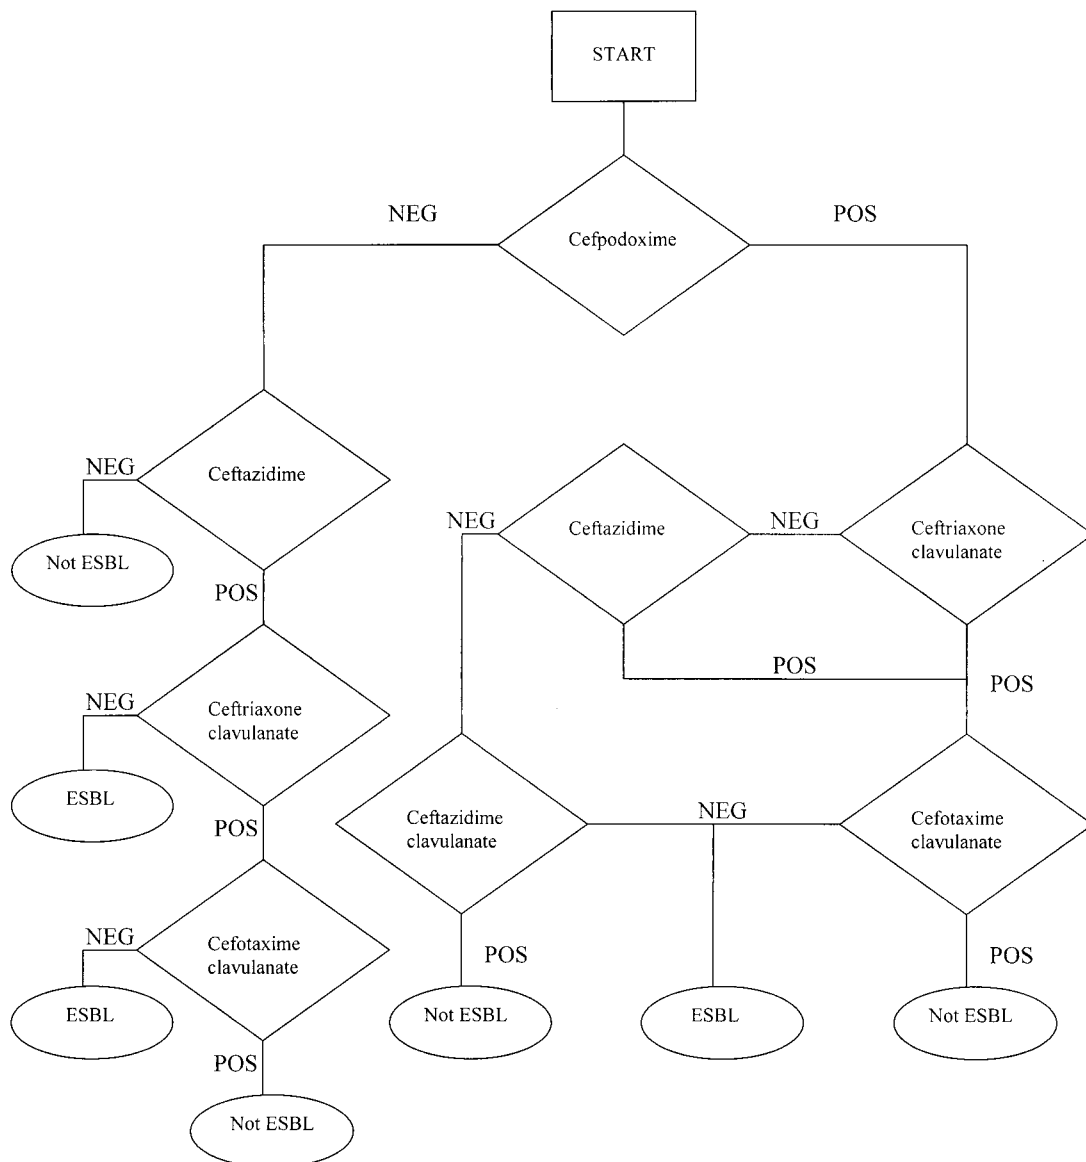 START
NEG
POS
Cefpodoxime
NEG
Ceftazidime
Not ESBL
POS
NEG
Ceftazidime
NEG
Ceftriaxone
clavulanate
POS
POS
NEG
Ceftriaxone
clavulanate
ESBL
POS
Ceftazidime
clavulanate
NEG
Cefotaxime
clavulanate
NEG
Cefotaxime
clavulanate
POS
POS
ESBL
Not ESBL
ESBL
Not ESBL
POS
Not ESBL